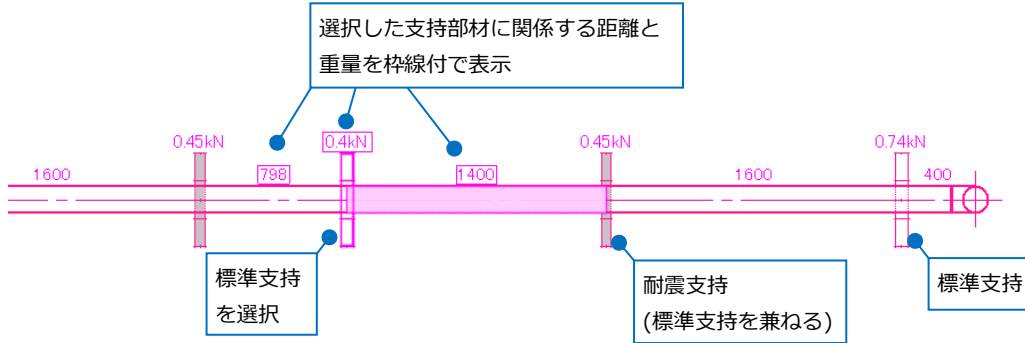 選択した支持部材に関係する距離と
重量を枠線付で表示
0.45kN
0.4kN
0.45kN
0.74kN
1600
798
1400
1600
400
標準支持
を選択
耐震支持
(標準支持を兼ねる)
標準支持